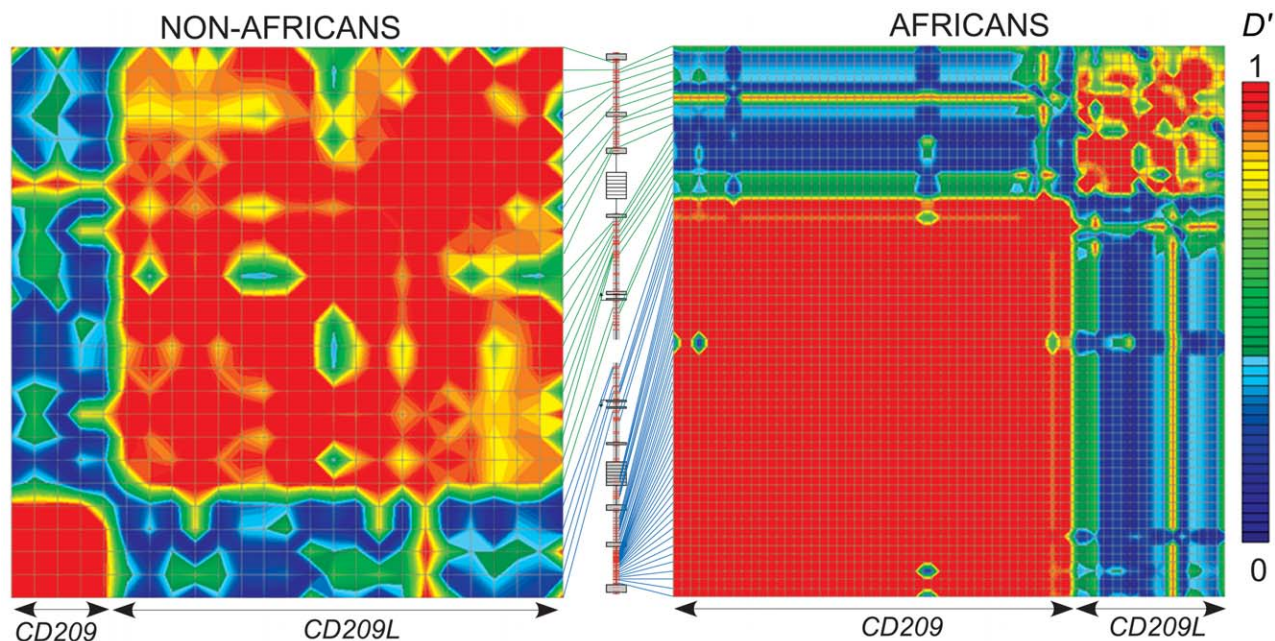 NON-AFRICANS
AFRICANS
D'
1
0
CD209
CD209L
CD209
CD209L